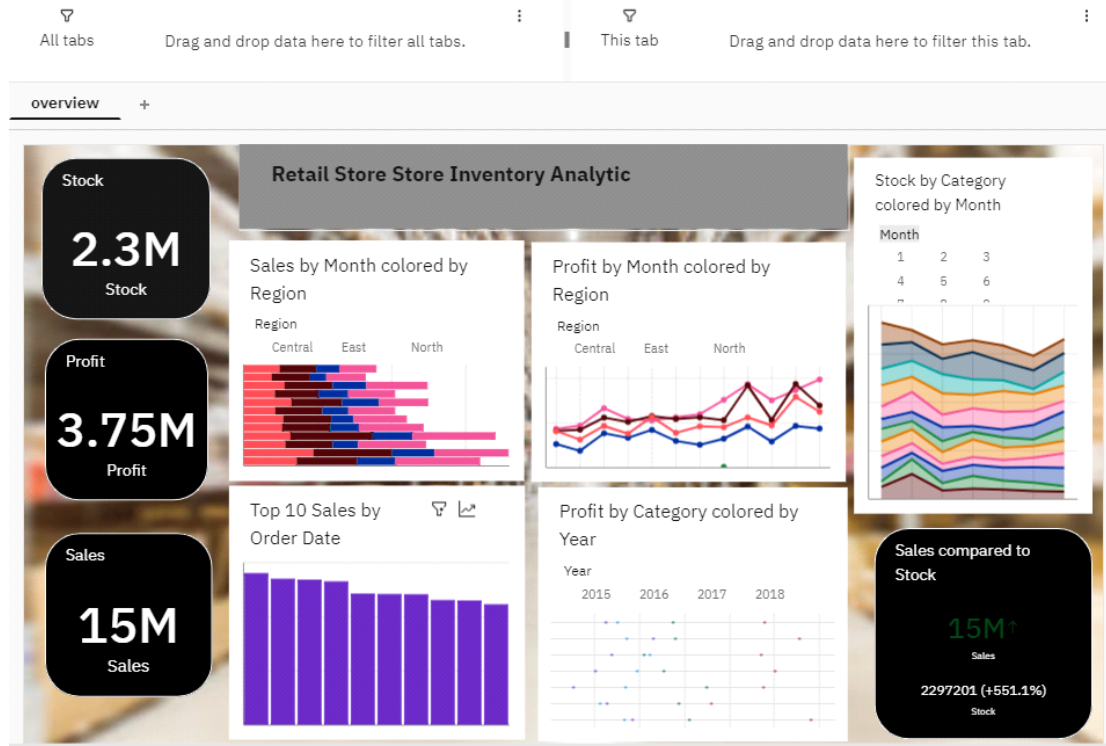 All tabs
Drag and drop data here to filter all tabs.
This tab
Drag and drop data here to filter this tab.
overview
+
Stock
2.3M
Stock
Profit
3.75M
Profit
Sales
15M
Sales
Retail Store Store Inventory Analytic
Sales by Month colored by
Region
Region
Central East North
Profit by Month colored by
Region
Region
Central East North
Top 10 Sales by
Order Date
Profit by Category colored by
Year
Year
2015 2016 2017 2018
Stock by Category
colored by Month
Month
1 2 3
4 5 6
Sales compared to
Stock
15M↑
Sales
2297201 (+551.1%)
Stock